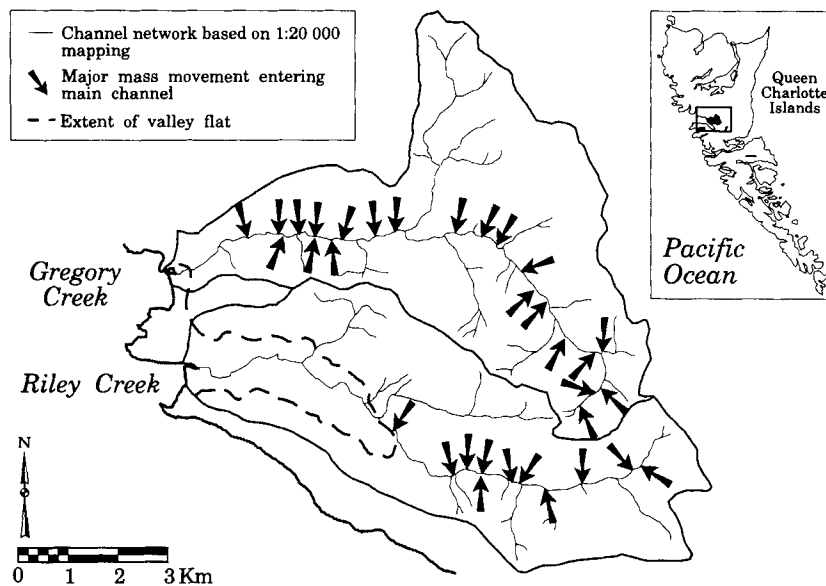 Channel network based on 1:20 000
mapping
Major mass movement entering
main channel
Extent of valley flat
Queen
Charlotte
Islands
Pacific
Ocean
Gregory
Creek
Riley Creek
N
0 1 2 3 Km